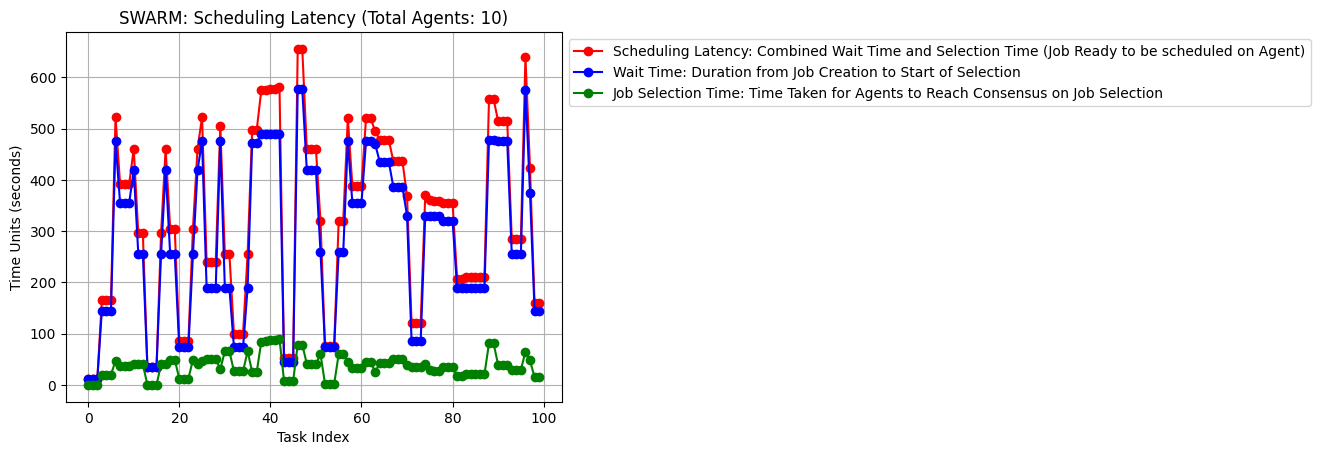 SWARM: Scheduling Latency (Total Agents: 10)
Scheduling Latency: Combined Wait Time and Selection Time (Job Ready to be scheduled on Agent)
Wait Time: Duration from Job Creation to Start of Selection
Job Selection Time: Time Taken for Agents to Reach Consensus on Job Selection
Time Units (seconds)
600
500
400
300
200
100
0
0 20 40 60 80 100
Task Index